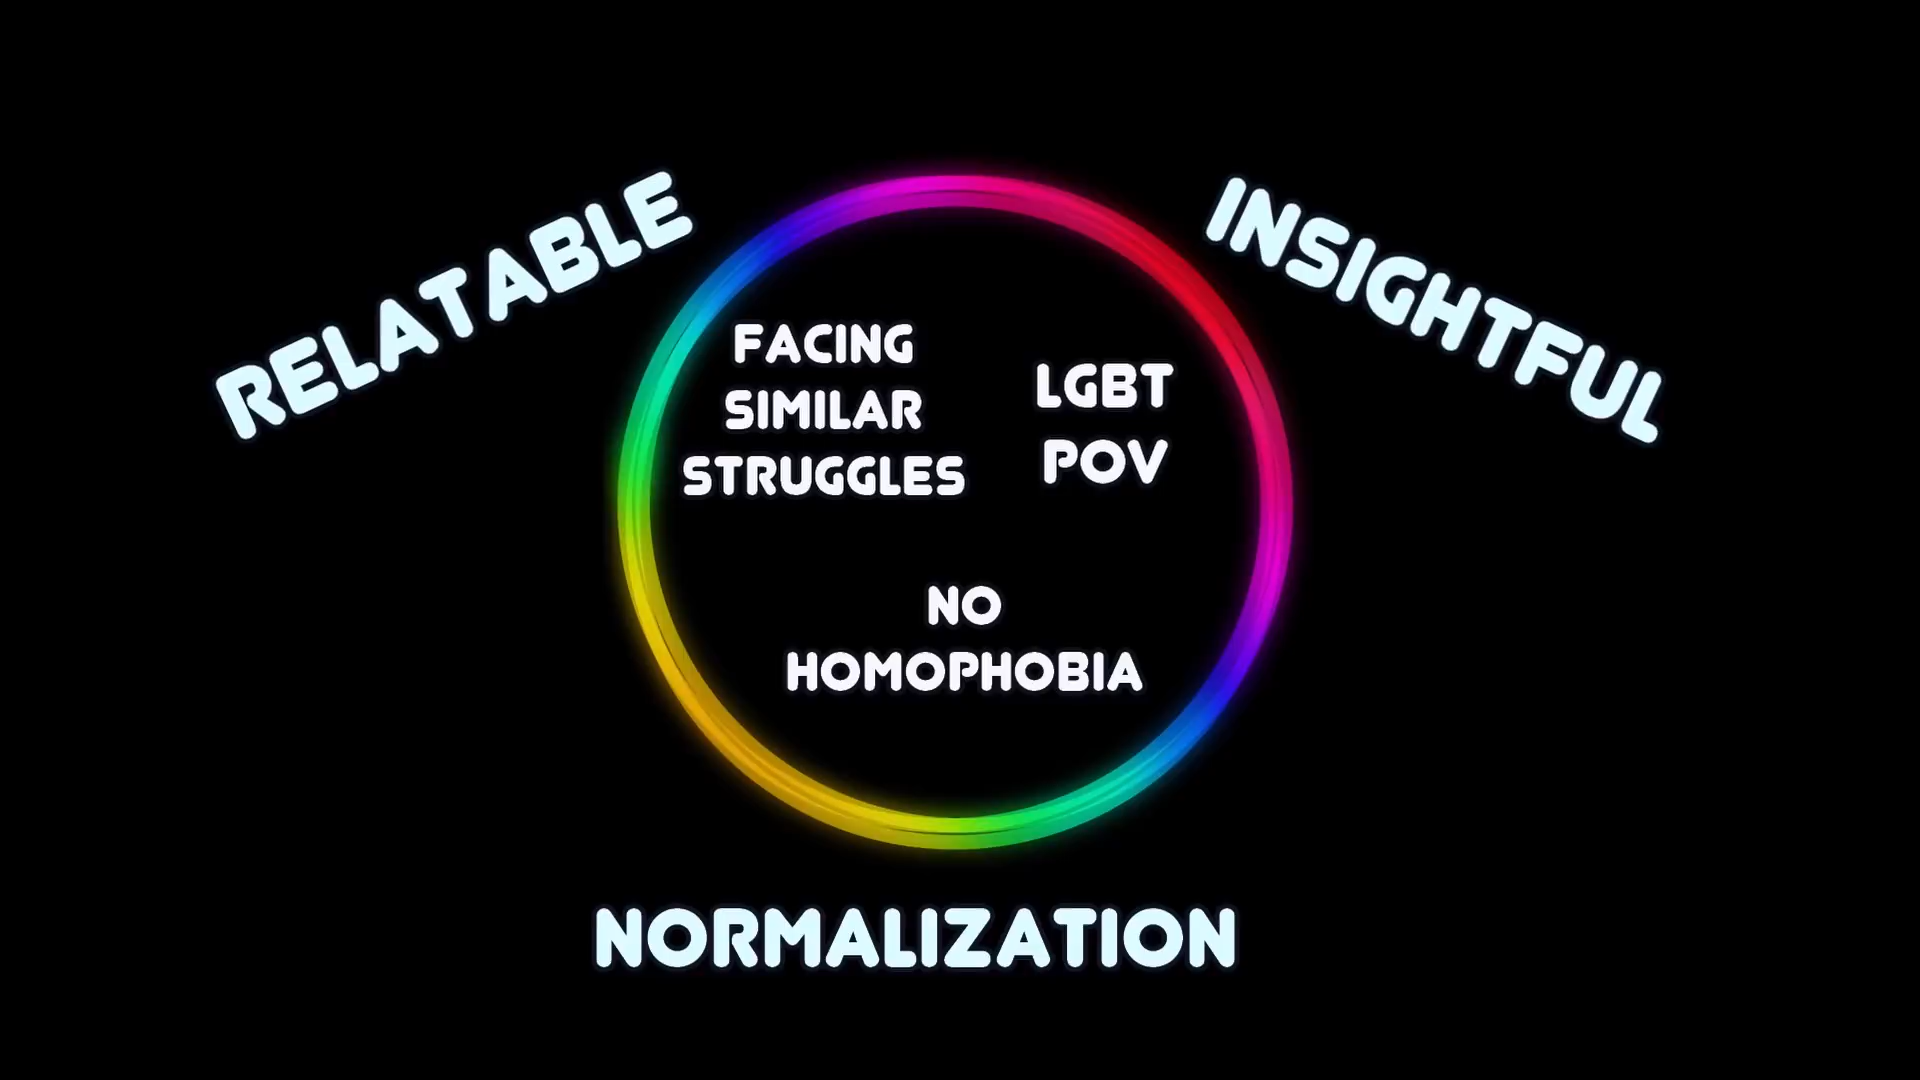 RELATABLE
INSIGHTFUL
FACING
SIMILAR
STRUGGLES
LGBT
POV
NO
HOMOPHOBIA
NORMALIZATION